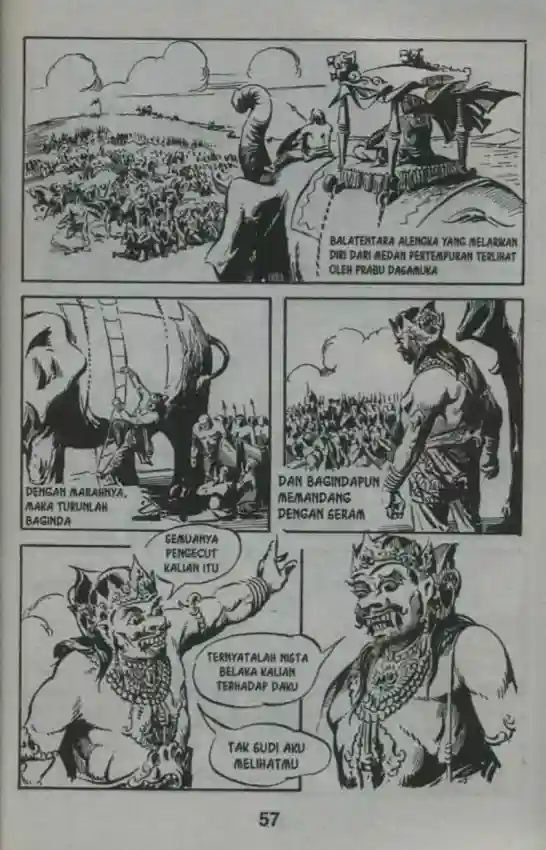 BALATENTARA ALENGKA YANG MELARIKAN
DIRI DARI MEDAN PERTEMPURAN TERLIHAT
OLEH PRABU DASAMUKA
DENGAN MARAHNYA,
MAKA TURUNLAH
BAGINDA
DAN BAGINDAPUN
MEMANDANG
DENGAN GERAM
SEMUANYA
PENGECUT
KALIAN ITU
TERNYATALAH NISTA
BELAKA KALIAN
TERHADAP DAKU
TAK SUDI AKU
MELIHATMU
57